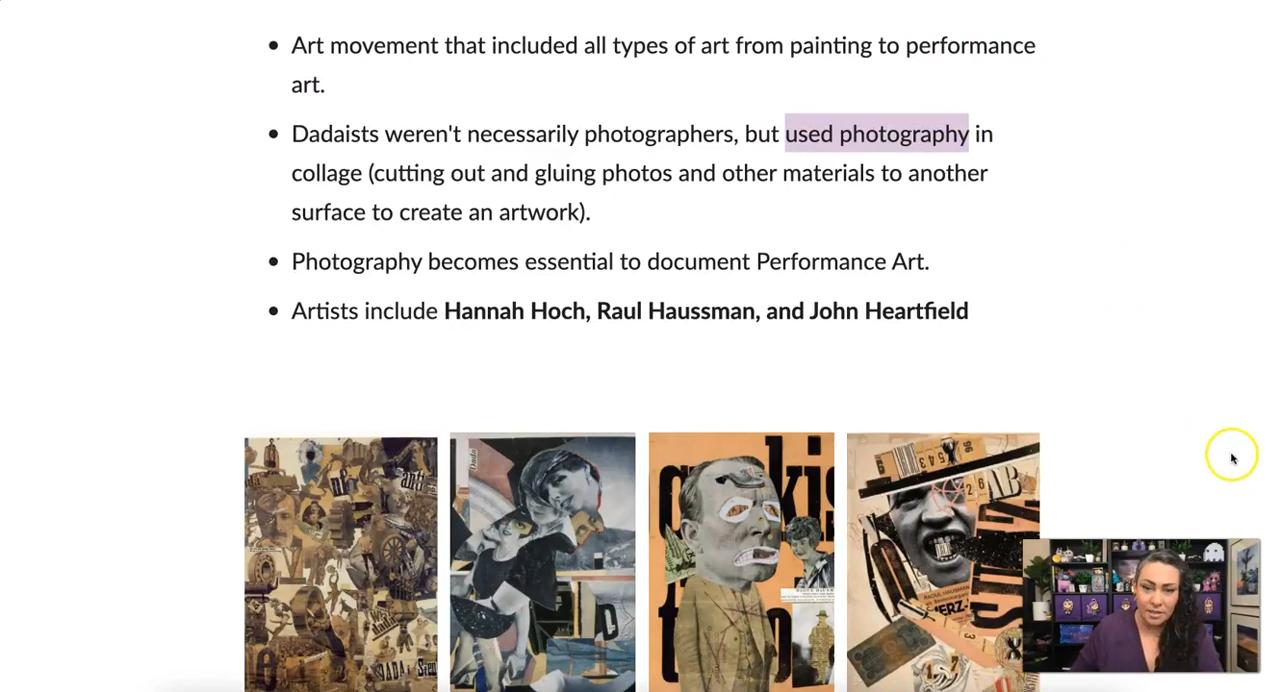 Art movement that included all types of art from painting to performance
art.
Dadaists weren't necessarily photographers, but used photography in
collage (cutting out and gluing photos and other materials to another
surface to create an artwork).
Photography becomes essential to document Performance Art.
Artists include Hannah Hoch, Raul Haussman, and John Heartfield
Dada